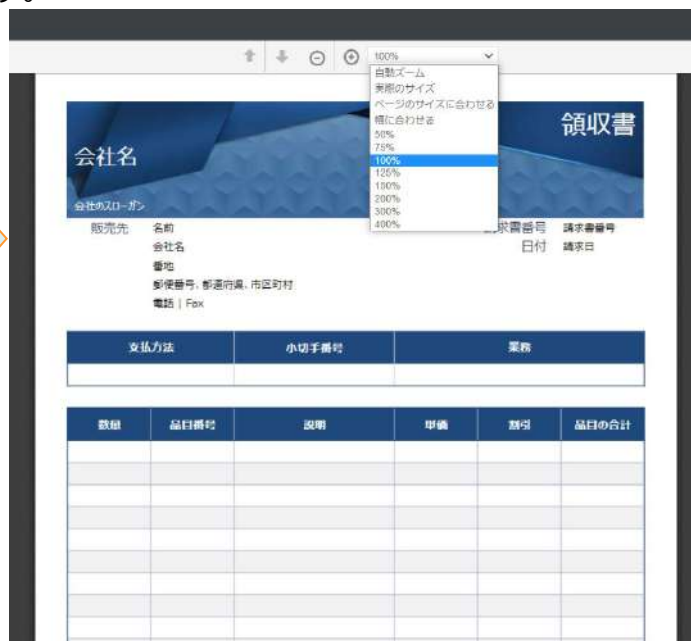 す。
100%
自動ズーム
実際のサイズ
ページのサイズに合わせる
幅に合わせる
50%
75%
100%
125%
150%
200%
300%
400%
領収書
会社名
会社のスローガン
販売先 名前 求書番号 請求書番号
会社名 日付 請求日
番地
郵便番号、都道府県、市区町村
電話 | Fax
支払方法 小切手番号 業務
数量 品目番号 説明 単価 割引 品目の合計